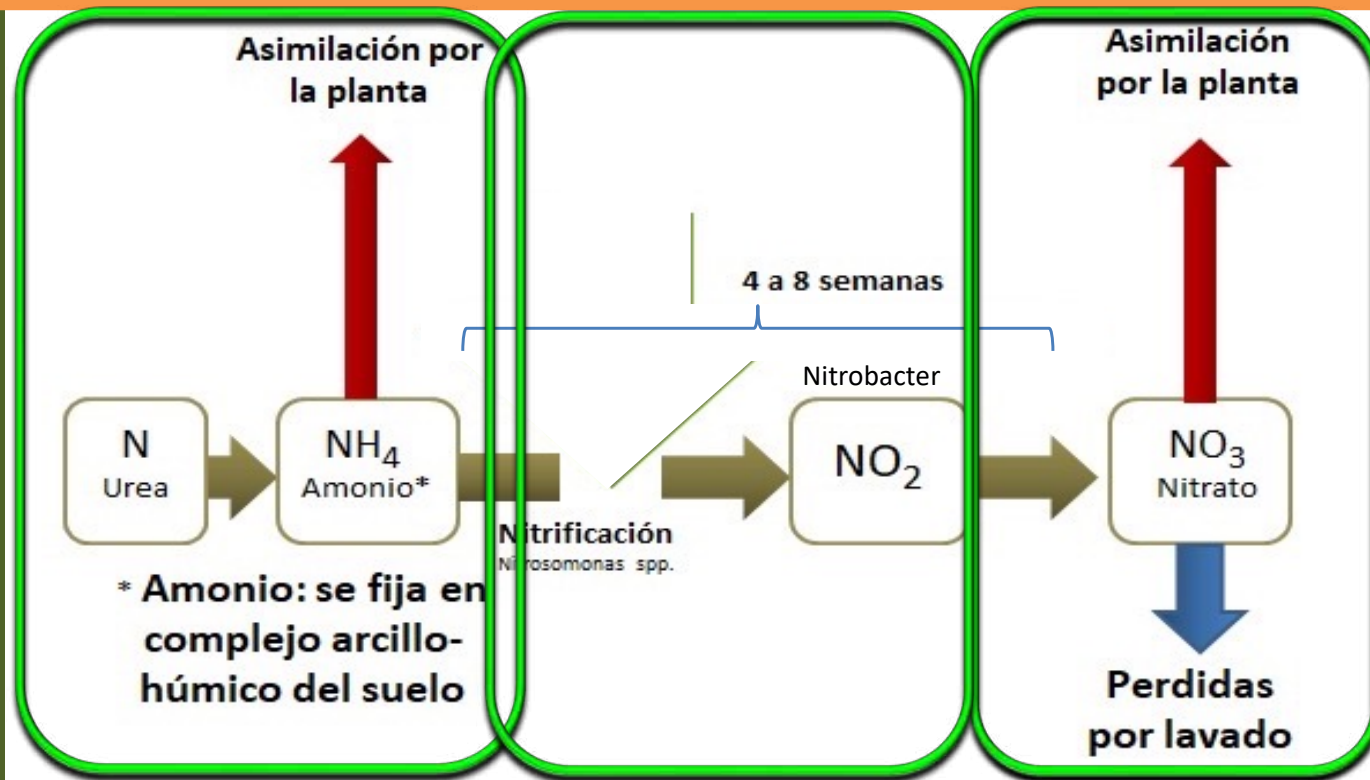 Asimilación por
la planta
Asimilación
por la planta
4 a 8 semanas
Nitrobacter
N
Urea
NH4
Amonio*
NO2
NO3
Nitrato
Nitrificación
Nitrosomonas spp.
* Amonio: se fija en
complejo arcillo-
húmico del suelo
Perdidas
por lavado